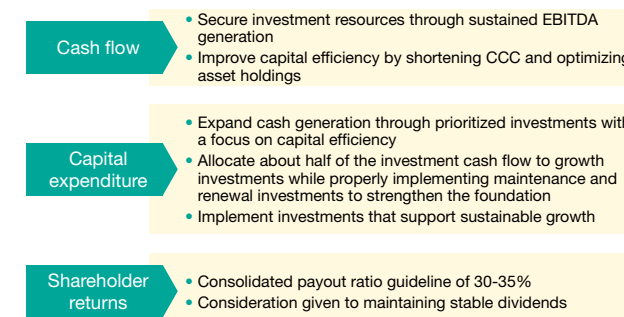 Cash flow
• Secure investment resources through sustained EBITDA
generation
• Improve capital efficiency by shortening CCC and optimizing
asset holdings
Capital
expenditure
• Expand cash generation through prioritized investments with
a focus on capital efficiency
• Allocate about half of the investment cash flow to growth
investments while properly implementing maintenance and
renewal investments to strengthen the foundation
• Implement investments that support sustainable growth
Shareholder
returns
• Consolidated payout ratio guideline of 30-35%
• Consideration given to maintaining stable dividends